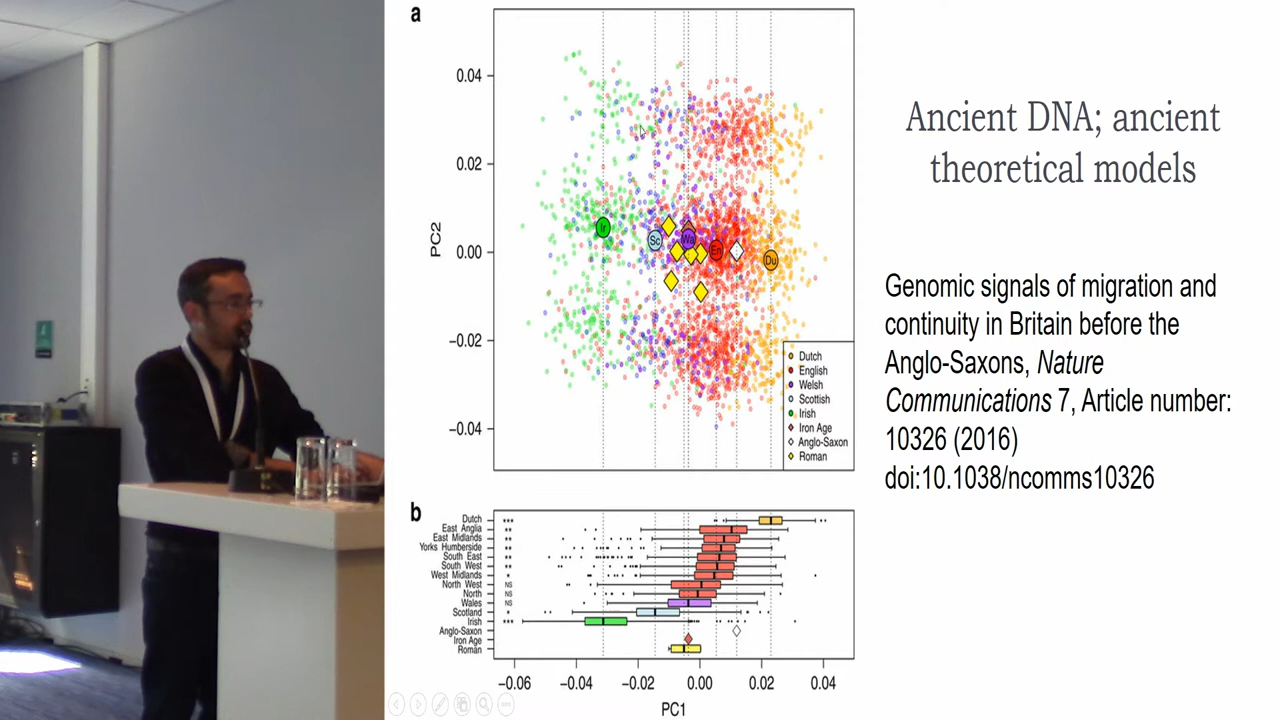 a
0.04
0.02
0.00
−0.02
−0.04
PC2
Ir
Sc
Wa
En
Du
Dutch
English
Welsh
Scottish
Irish
Iron Age
Anglo-Saxon
Roman
b
Dutch ***
East Anglia **
East Midlands **
Yorks Humberside **
South East **
South West **
West Midlands *
North West NS
North NS
Wales NS
Scotland *
Irish ***
Anglo-Saxon
Iron Age
Roman
−0.06 −0.04 −0.02 0.00 0.02 0.04
PC1
Ancient DNA; ancient
theoretical models
Genomic signals of migration and
continuity in Britain before the
Anglo-Saxons, Nature
Communications 7, Article number:
10326 (2016)
doi:10.1038/ncomms10326